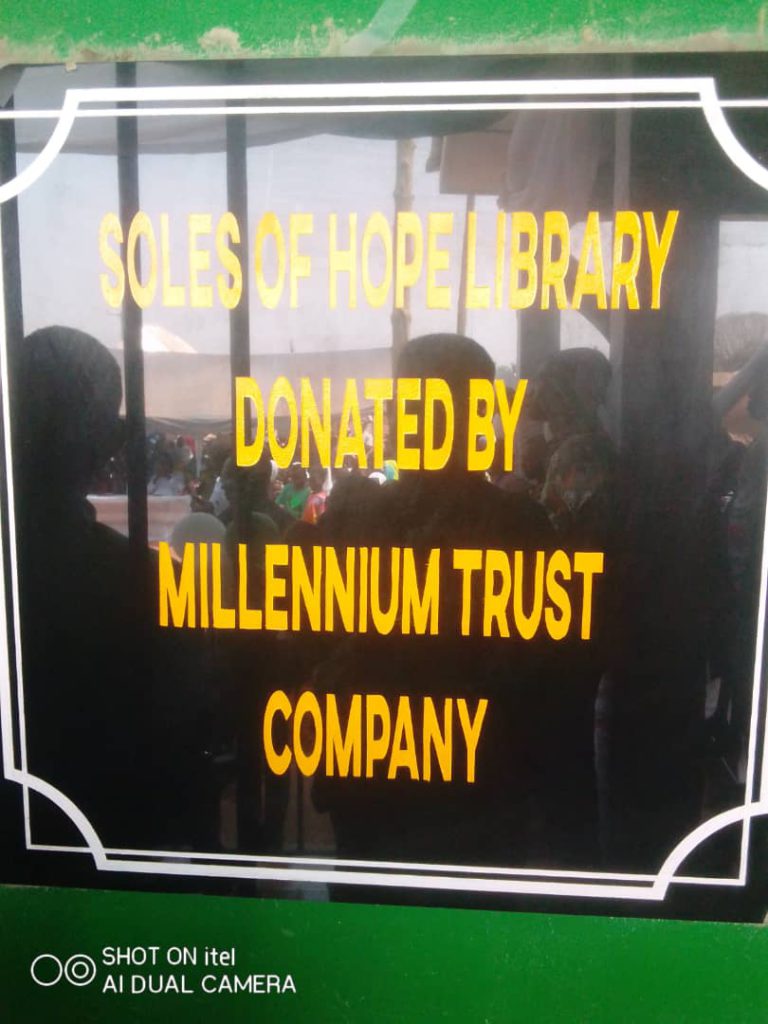 SOLES OF HOPE LIBRARY
DONATED BY
MILLENNIUM TRUST
COMPANY
SHOT ON itel
AI DUAL CAMERA